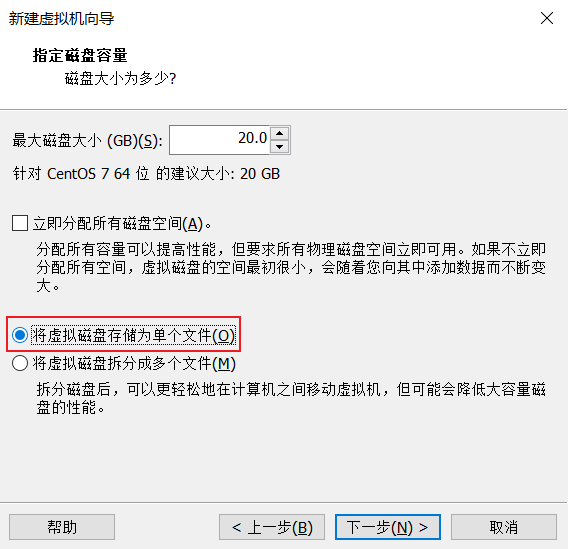 新建虚拟机向导
指定磁盘容量
磁盘大小为多少?
最大磁盘大小 (GB)(S): 20.0
针对 CentOS 7 64 位 的建议大小: 20 GB
立即分配所有磁盘空间(A)。
分配所有容量可以提高性能，但要求所有物理磁盘空间立即可用。如果不立即
分配所有空间，虚拟磁盘的空间最初很小，会随着您向其中添加数据而不断变
大。
将虚拟磁盘存储为单个文件(O)
将虚拟磁盘拆分成多个文件(M)
拆分磁盘后，可以更轻松地在计算机之间移动虚拟机，但可能会降低大容量磁
盘的性能。
帮助 < 上一步(B) 下一步(N) > 取消